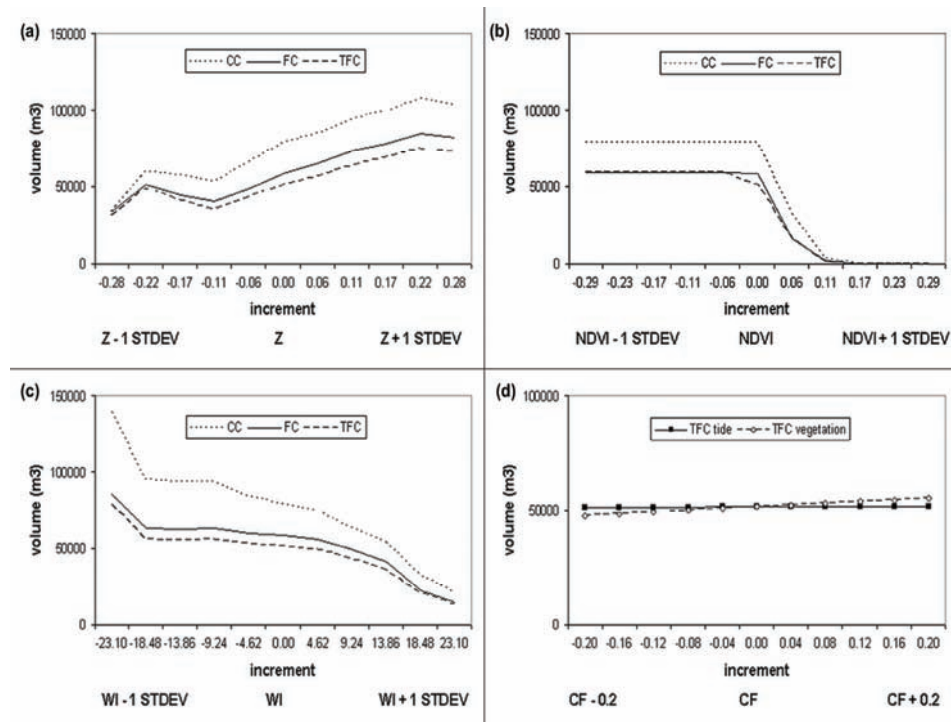 (a)
150000
100000
50000
0
volume (m3)
CC FC TFC
-0.28 -0.22 -0.17 -0.11 -0.06 0.00 0.06 0.11 0.17 0.22 0.28
increment
Z - 1 STDEV Z Z + 1 STDEV
(b)
150000
100000
50000
0
volume (m3)
CC FC TFC
-0.29 -0.23 -0.17 -0.11 -0.06 0.00 0.06 0.11 0.17 0.23 0.29
increment
NDVI - 1 STDEV NDVI NDVI + 1 STDEV
(c)
150000
100000
50000
0
volume (m3)
CC FC TFC
-23.10 -18.48 -13.86 -9.24 -4.62 0.00 4.62 9.24 13.86 18.48 23.10
increment
WI - 1 STDEV WI WI + 1 STDEV
(d)
100000
50000
0
volume (m3)
TFC tide TFC vegetation
-0.20 -0.16 -0.12 -0.08 -0.04 0.00 0.04 0.08 0.12 0.16 0.20
increment
CF - 0.2 CF CF + 0.2